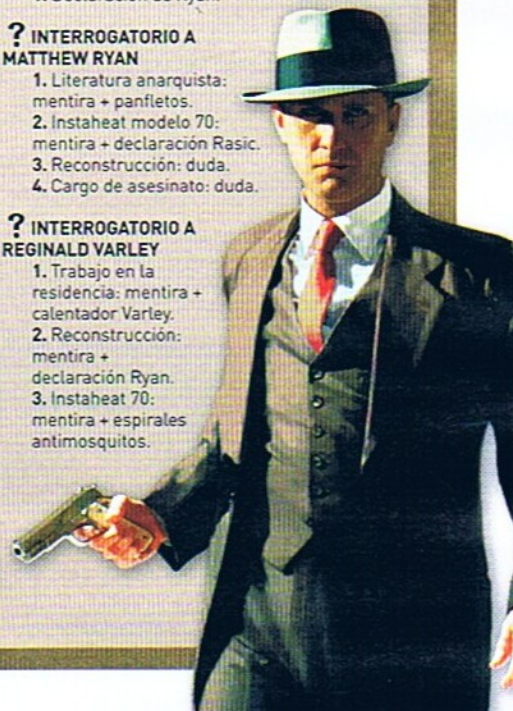 ? INTERROGATORIO A
MATTHEW RYAN
1. Literatura anarquista:
mentira + panfletos.
2. Instaheat modelo 70:
mentira + declaración Rasic.
3. Reconstrucción: duda.
4. Cargo de asesinato: duda.
? INTERROGATORIO A
REGINALD VARLEY
1. Trabajo en la
residencia: mentira +
calentador Varley.
2. Reconstrucción:
mentira +
declaración Ryan.
3. Instaheat 70:
mentira + espirales
antimosquitos.